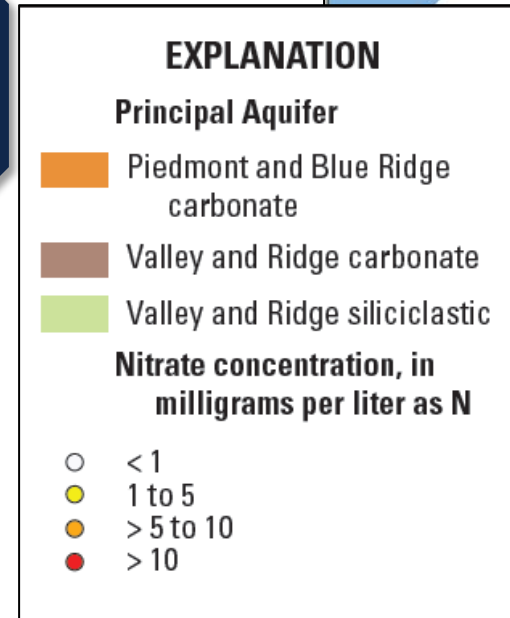 EXPLANATION
Principal Aquifer
Piedmont and Blue Ridge
carbonate
Valley and Ridge carbonate
Valley and Ridge siliciclastic
Nitrate concentration, in
milligrams per liter as N
< 1
1 to 5
> 5 to 10
> 10